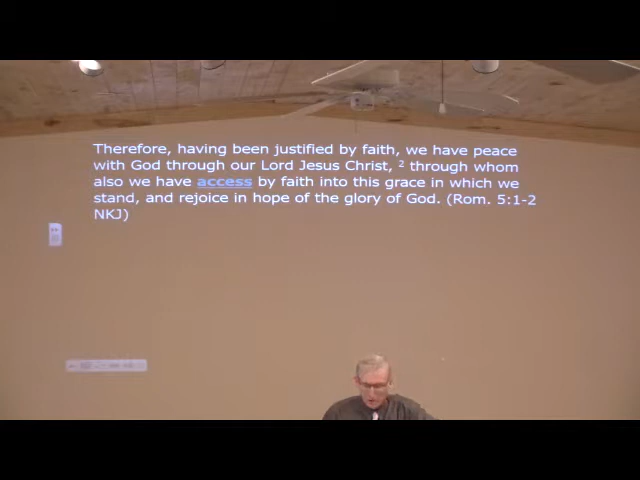 Therefore, having been justified by faith, we have peace
with God through our Lord Jesus Christ, ² through whom
also we have access by faith into this grace in which we
stand, and rejoice in hope of the glory of God. (Rom. 5:1-2
NKJ)